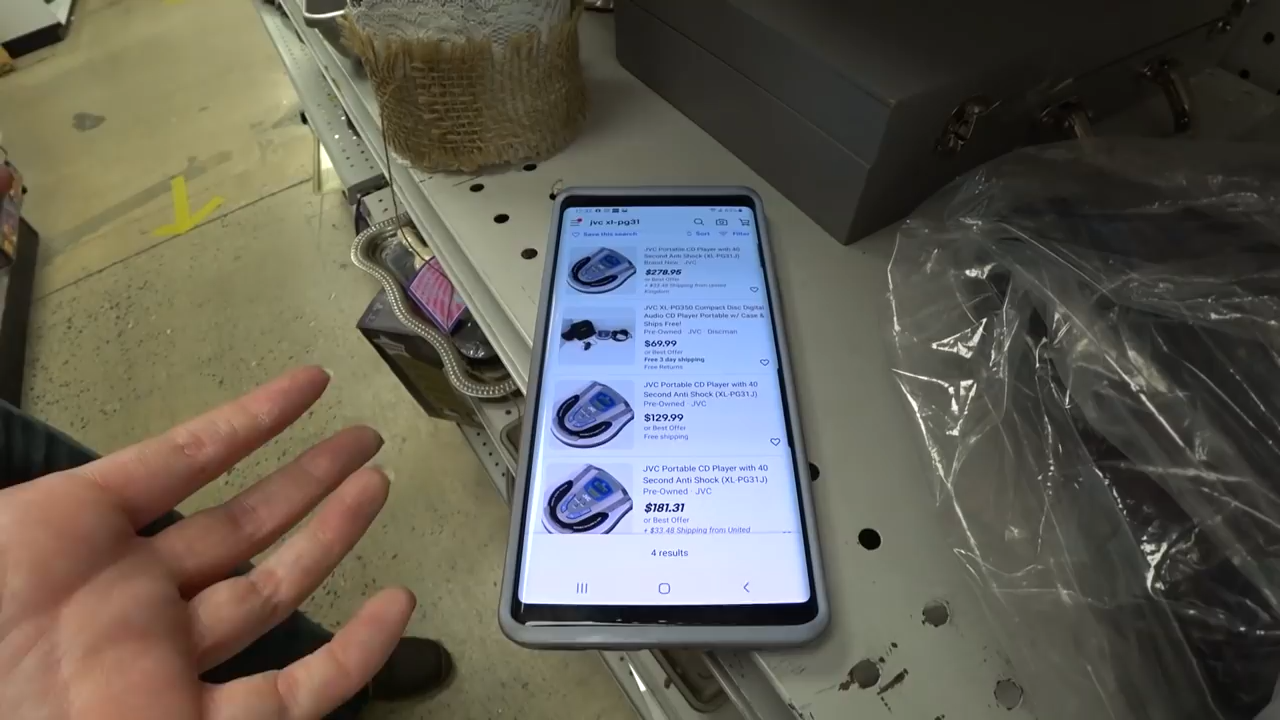 jvc xl-pg31
Save this search
Sort
Filter
JVC Portable CD Player with 40
Second Anti Shock (XL-PG31J)
Brand New · JVC
$278.95
or Best Offer
+ $33.48 Shipping from United
Kingdom
JVC XL-PG350 Compact Disc Digital
Audio CD Player Portable w/ Case &
Ships Free!
Pre-Owned · JVC · Discman
$69.99
or Best Offer
Free 3 day shipping
Free Returns
JVC Portable CD Player with 40
Second Anti Shock (XL-PG31J)
Pre-Owned · JVC
$129.99
or Best Offer
Free shipping
JVC Portable CD Player with 40
Second Anti Shock (XL-PG31J)
Pre-Owned · JVC
$181.31
or Best Offer
+ $33.48 Shipping from United
4 results